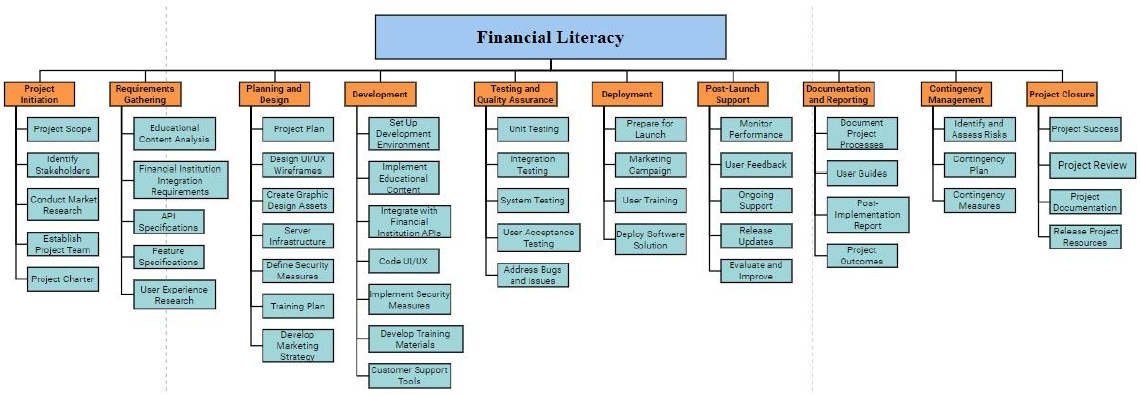 Financial Literacy
Project
Initiation
Project Scope
Identify
Stakeholders
Conduct Market
Research
Establish
Project Team
Project Charter
Requirements
Gathering
Educational
Content Analysis
Financial Institution
Integration
Requirements
API
Specifications
Feature
Specifications
User Experience
Research
Planning and
Design
Project Plan
Design UI/UX
Wireframes
Create Graphic
Design Assets
Server
Infrastructure
Define Security
Measures
Training Plan
Develop
Marketing
Strategy
Development
Set Up
Development
Environment
Implement
Educational
Content
Integrate with
Financial
Institution APIs
Code UI/UX
Implement Security
Measures
Develop Training
Materials
Customer Support
Tools
Testing and
Quality Assurance
Unit Testing
Integration
Testing
System Testing
User Acceptance
Testing
Address Bugs
and Issues
Deployment
Prepare for
Launch
Marketing
Campaign
User Training
Deploy Software
Solution
Post-Launch
Support
Monitor
Performance
User Feedback
Ongoing
Support
Release
Updates
Evaluate and
Improve
Documentation
and Reporting
Document
Project
Processes
User Guides
Post-
Implementation
Report
Project
Outcomes
Contingency
Management
Identify and
Assess Risks
Contingency
Plan
Contingency
Measures
Project Closure
Project Success
Project Review
Project
Documentation
Release Project
Resources